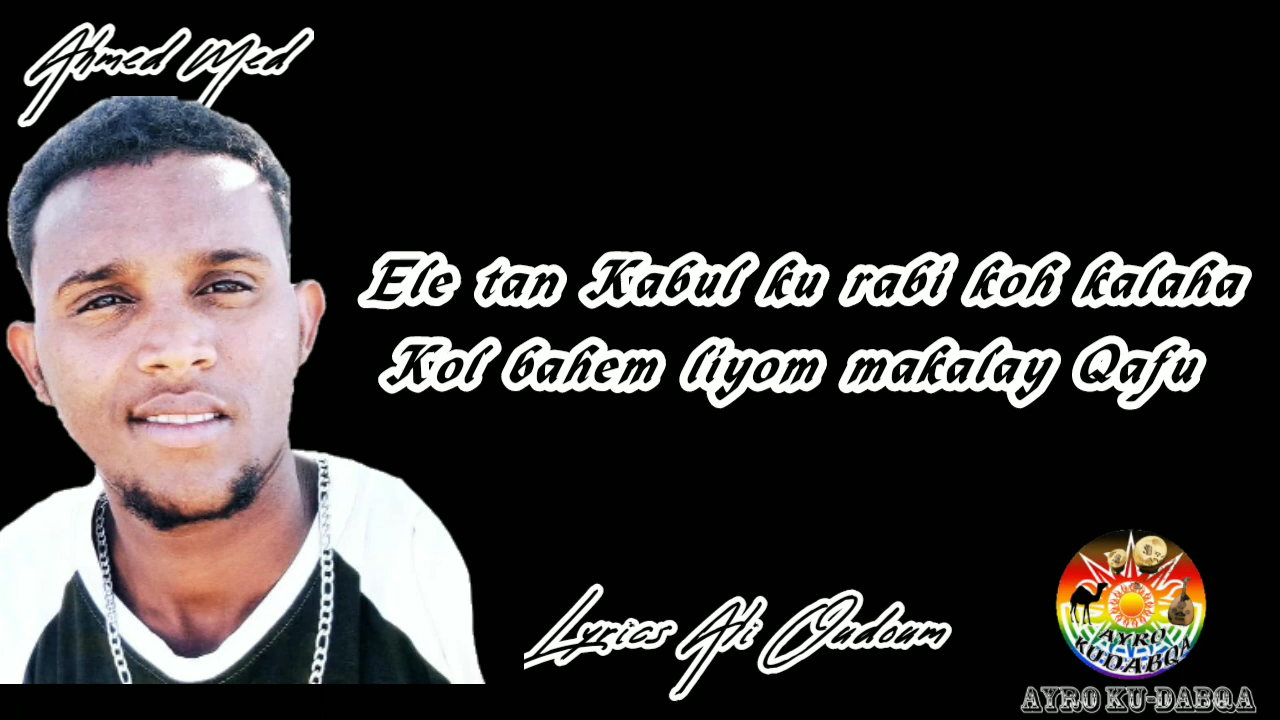 Ahmed Med
Ele tan Kabul ku rabi koh kalaha
Kol bahem liyom makalay Qafu
Lyrics Ali Oudoum
AYRO
KUDABQA
AYRO KU-DABQA